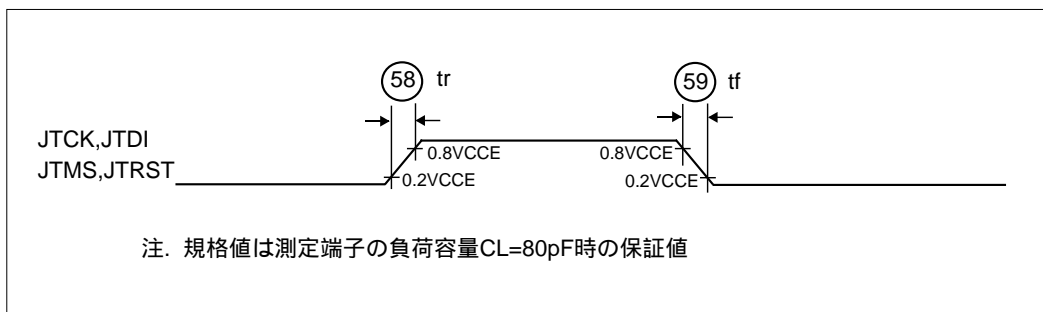 58 tr
59 tf
JTCK,JTDI
JTMS,JTRST
0.8VCCE
0.2VCCE
0.8VCCE
0.2VCCE
注. 規格値は測定端子の負荷容量CL=80pF時の保証値